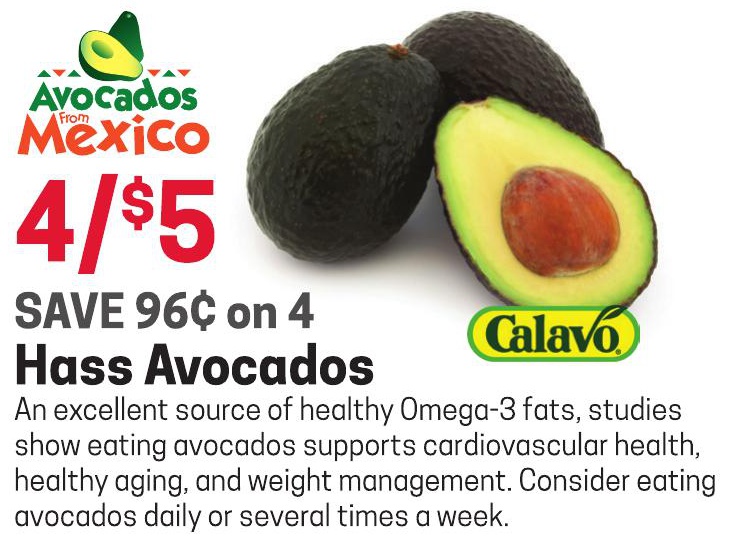 Avocados
From
Mexico
4/$5
SAVE 96¢ on 4
Calavo®
Hass Avocados
An excellent source of healthy Omega-3 fats, studies
show eating avocados supports cardiovascular health,
healthy aging, and weight management. Consider eating
avocados daily or several times a week.